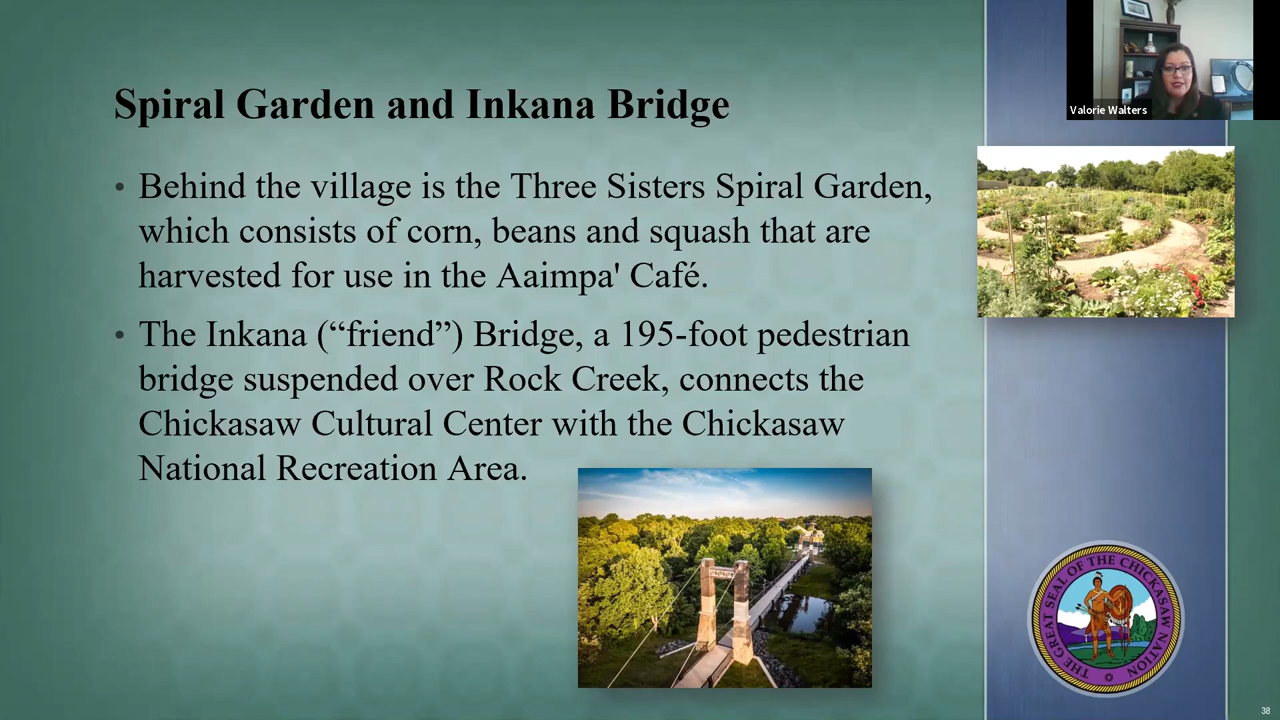 Spiral Garden and Inkana Bridge
• Behind the village is the Three Sisters Spiral Garden,
which consists of corn, beans and squash that are
harvested for use in the Aaimpa' Café.
• The Inkana (“friend”) Bridge, a 195-foot pedestrian
bridge suspended over Rock Creek, connects the
Chickasaw Cultural Center with the Chickasaw
National Recreation Area.
Valorie Walters
THE GREAT SEAL OF THE CHICKASAW NATION
38